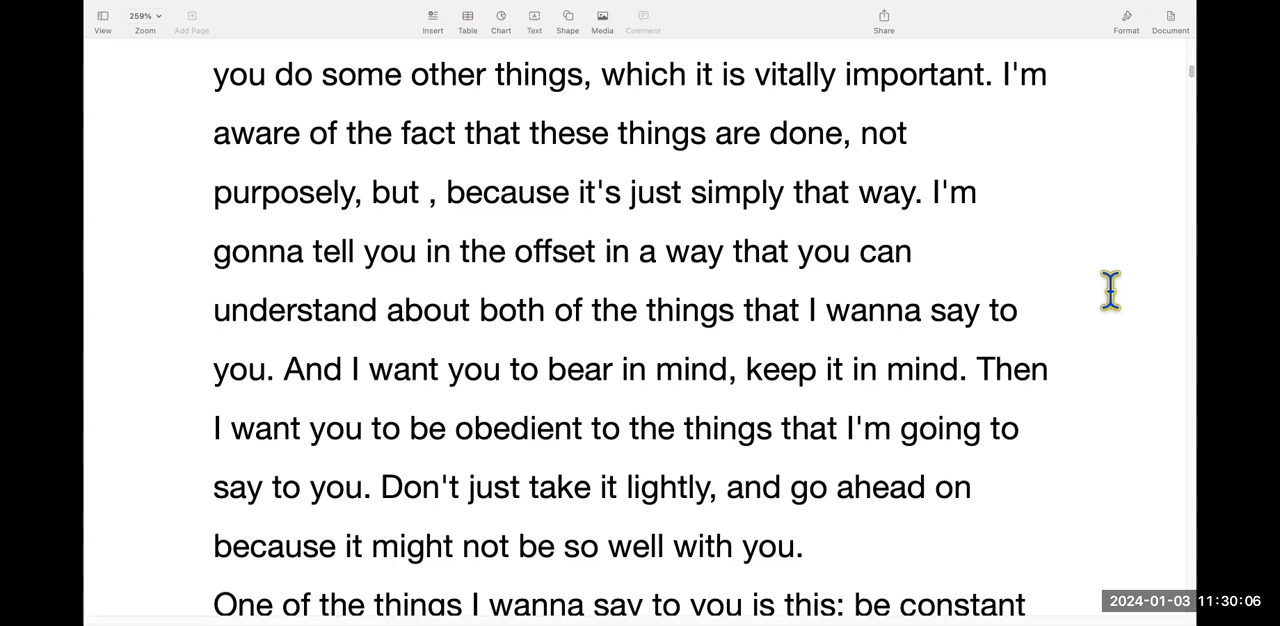 259%
View
Zoom
Add Page
Insert
Table
Chart
Text
Shape
Media
Comment
Share
Format
Document
you do some other things, which it is vitally important. I'm
aware of the fact that these things are done, not
purposely, but , because it's just simply that way. I'm
gonna tell you in the offset in a way that you can
understand about both of the things that I wanna say to
you. And I want you to bear in mind, keep it in mind. Then
I want you to be obedient to the things that I'm going to
say to you. Don't just take it lightly, and go ahead on
because it might not be so well with you.
One of the things I wanna say to you is this: be constant
2024-01-03 11:30:06